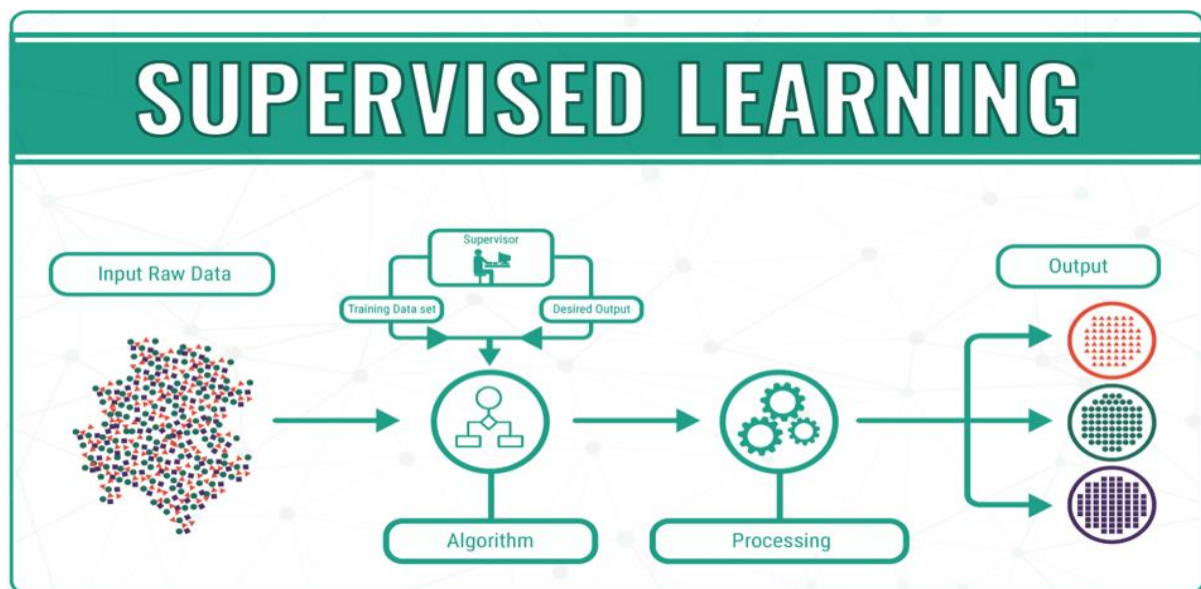 SUPERVISED LEARNING
Input Raw Data
Supervisor
Training Data set
Desired Output
Algorithm
Processing
Output